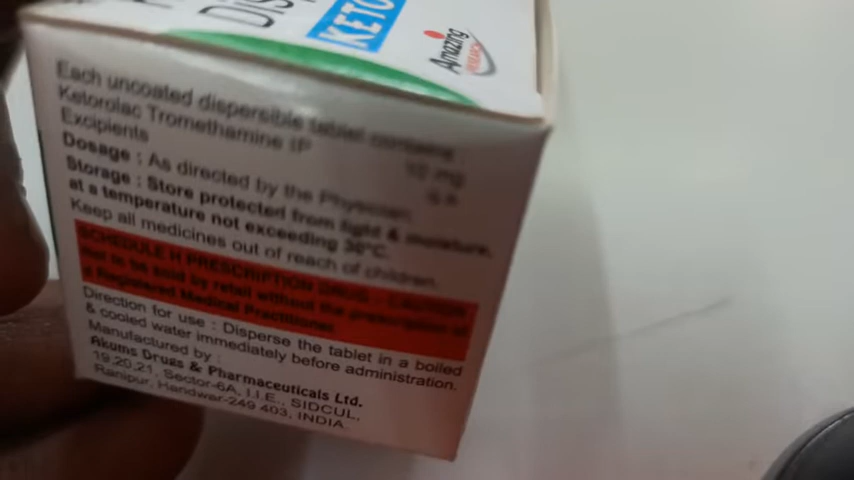 KETO
Amazing
RESEARCH
Each uncoated dispersible tablet contains :
Ketorolac Tromethamine IP 10 mg
Excipients q.s.
Dosage : As directed by the Physician.
Storage : Store protected from light & moisture,
at a temperature not exceeding 30°C.
Keep all medicines out of reach of children.
SCHEDULE H PRESCRIPTION DRUG - CAUTION
Not to be sold by retail without the prescription of
a Registered Medical Practitioner.
Direction for use : Disperse the tablet in a boiled
& cooled water immediately before administration.
Manufactured by :
Akums Drugs & Pharmaceuticals Ltd.
19,20,21, Sector-6A, I.I.E., SIDCUL,
Ranipur, Haridwar-249 403, INDIA.